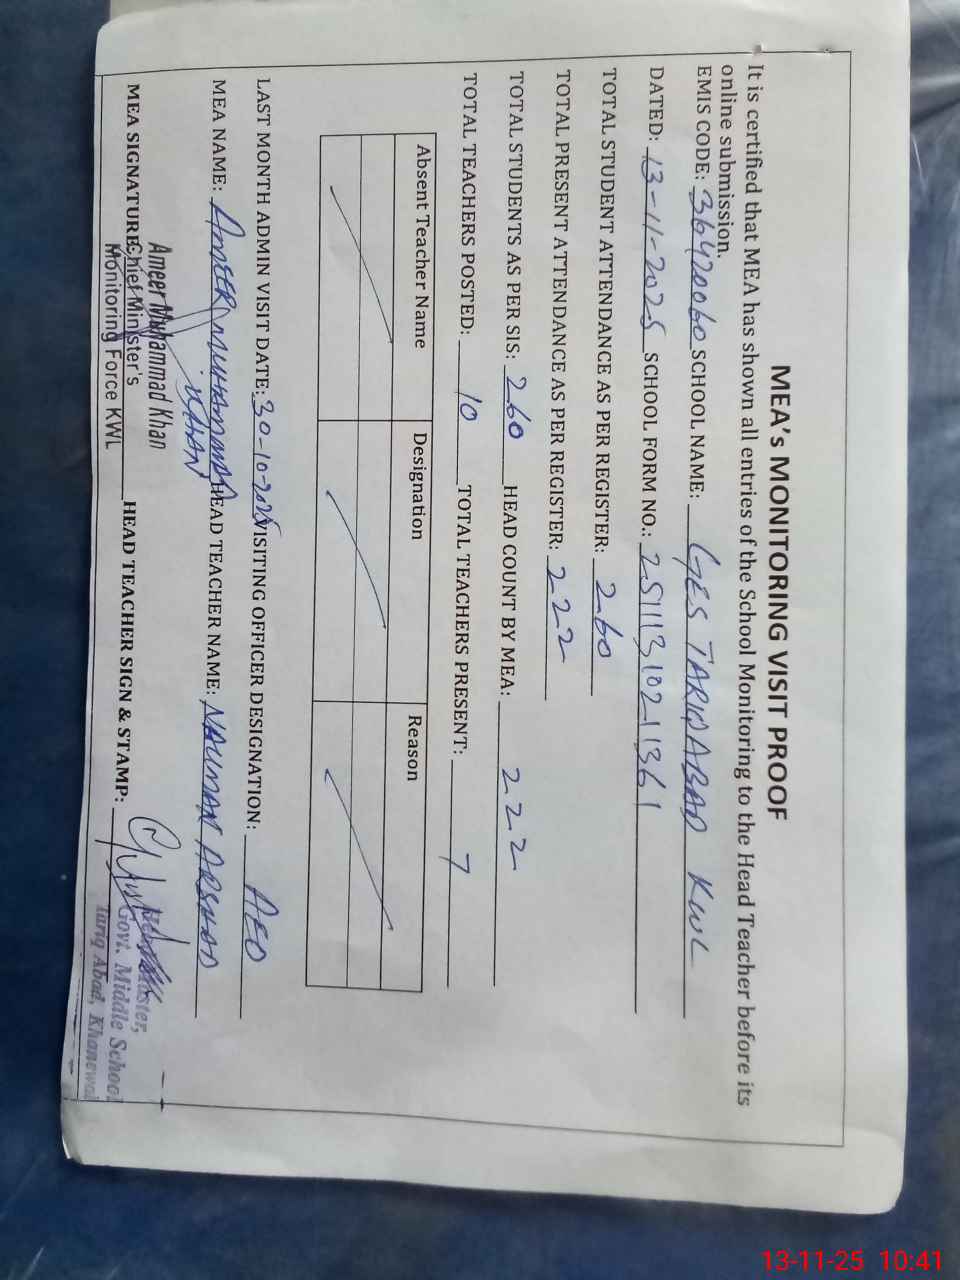 MEA's MONITORING VISIT PROOF
It is certified that MEA has shown all entries of the School Monitoring to the Head Teacher before its
online submission.
EMIS CODE: 36420060 SCHOOL NAME: GES TARIQABAD KWL
DATED: 13-11-2025 SCHOOL FORM NO.: 25111310211361
TOTAL STUDENT ATTENDANCE AS PER REGISTER: 260
TOTAL PRESENT ATTENDANCE AS PER REGISTER: 222
TOTAL STUDENTS AS PER SIS: 260 HEAD COUNT BY MEA: 222
TOTAL TEACHERS POSTED: 10 TOTAL TEACHERS PRESENT: 7
Absent Teacher Name Designation Reason
LAST MONTH ADMIN VISIT DATE: 30-10-2025 VISITING OFFICER DESIGNATION: AEO
MEA NAME: AMEER MUHAMMAD KHAN HEAD TEACHER NAME: NAUMAN ARSHAD
MEA SIGNATURE: HEAD TEACHER SIGN & STAMP:
Ameer Muhammad Khan
Chief Minister's
Monitoring Force KWL
Govt. Middle School
Tariq Abad, Khanewal
13-11-25 10:41